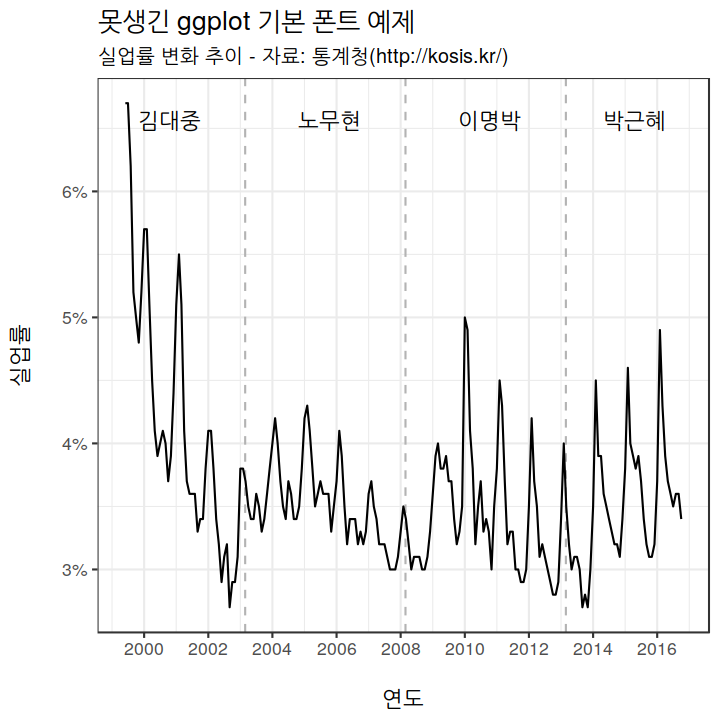 못생긴 ggplot 기본 폰트 예제
실업률 변화 추이 - 자료: 통계청(http://kosis.kr/)
김대중 노무현 이명박 박근혜
6%
5%
4%
3%
실업률
2000 2002 2004 2006 2008 2010 2012 2014 2016
연도